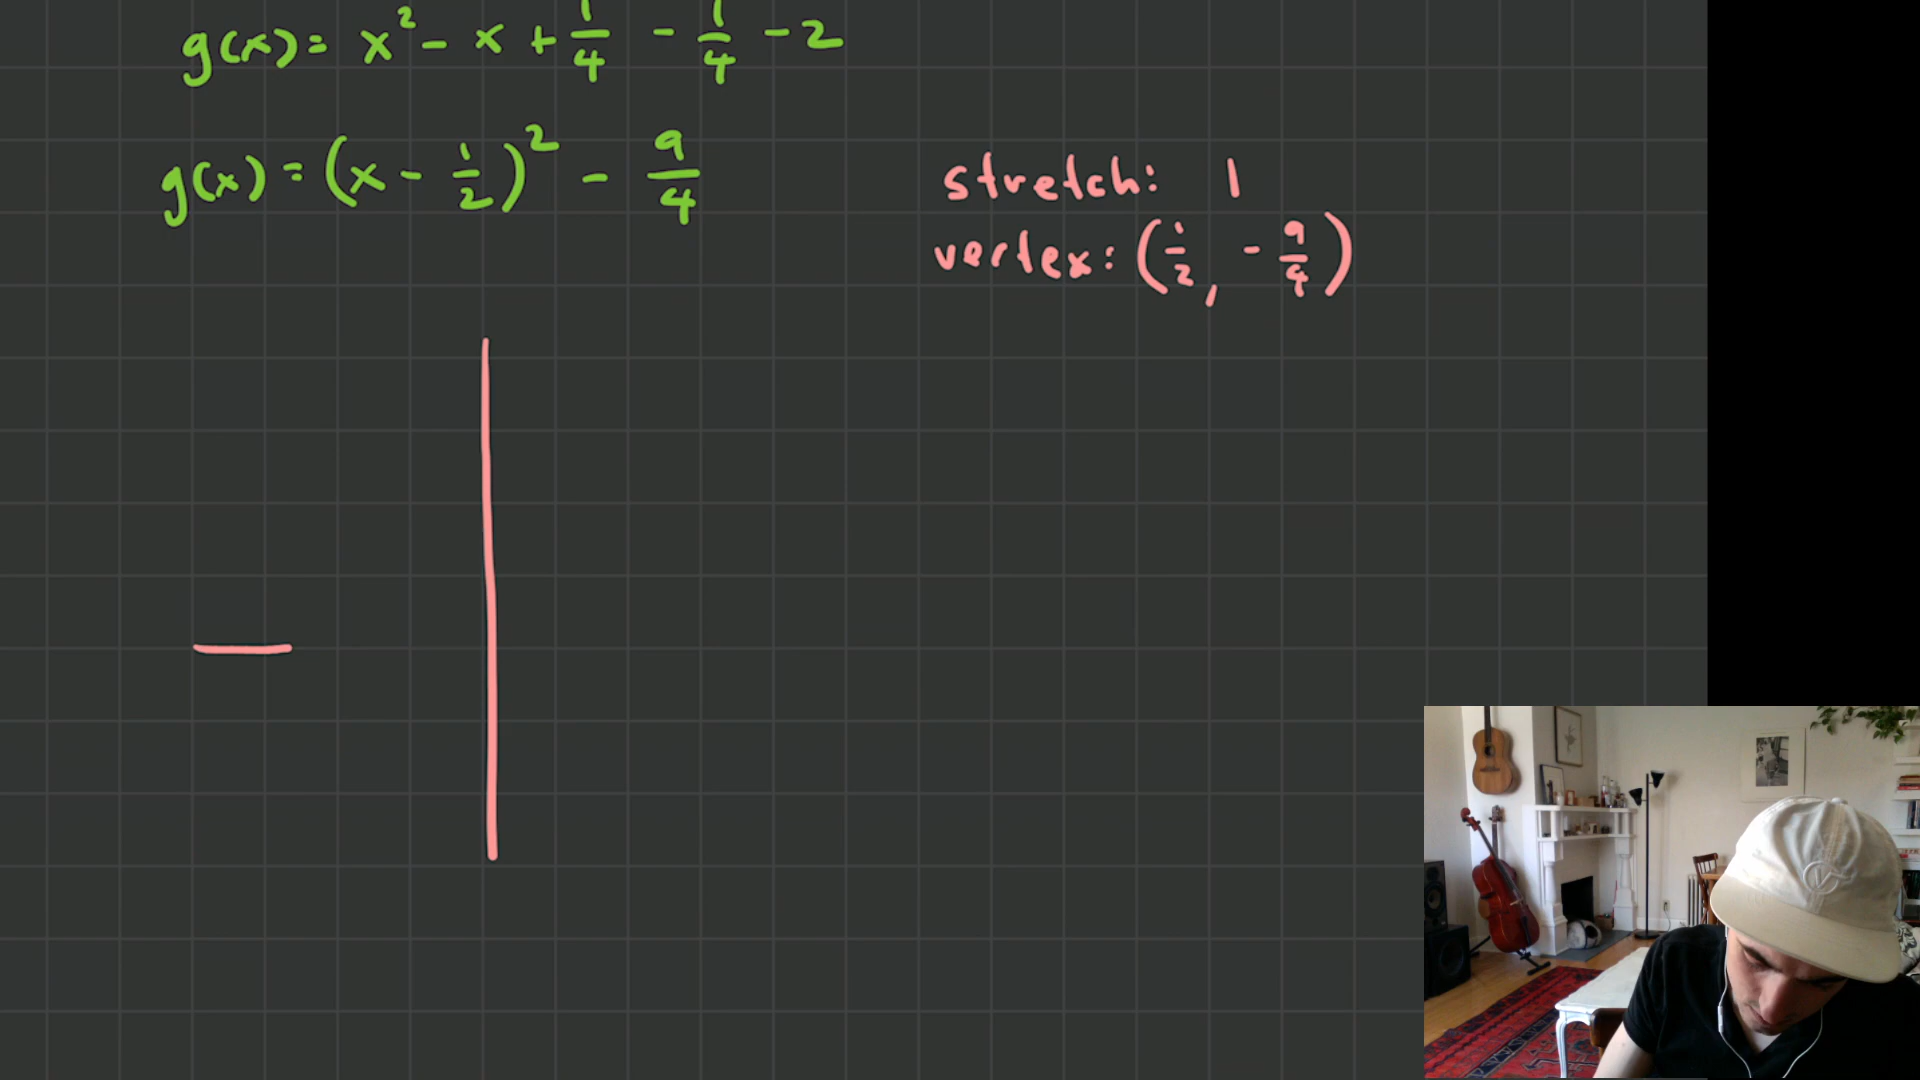 g(x) = x² - x + 1/4 - 1/4 - 2
g(x) = (x - 1/2)² - 9/4
stretch: 1
vertex: (1/2, - 9/4)